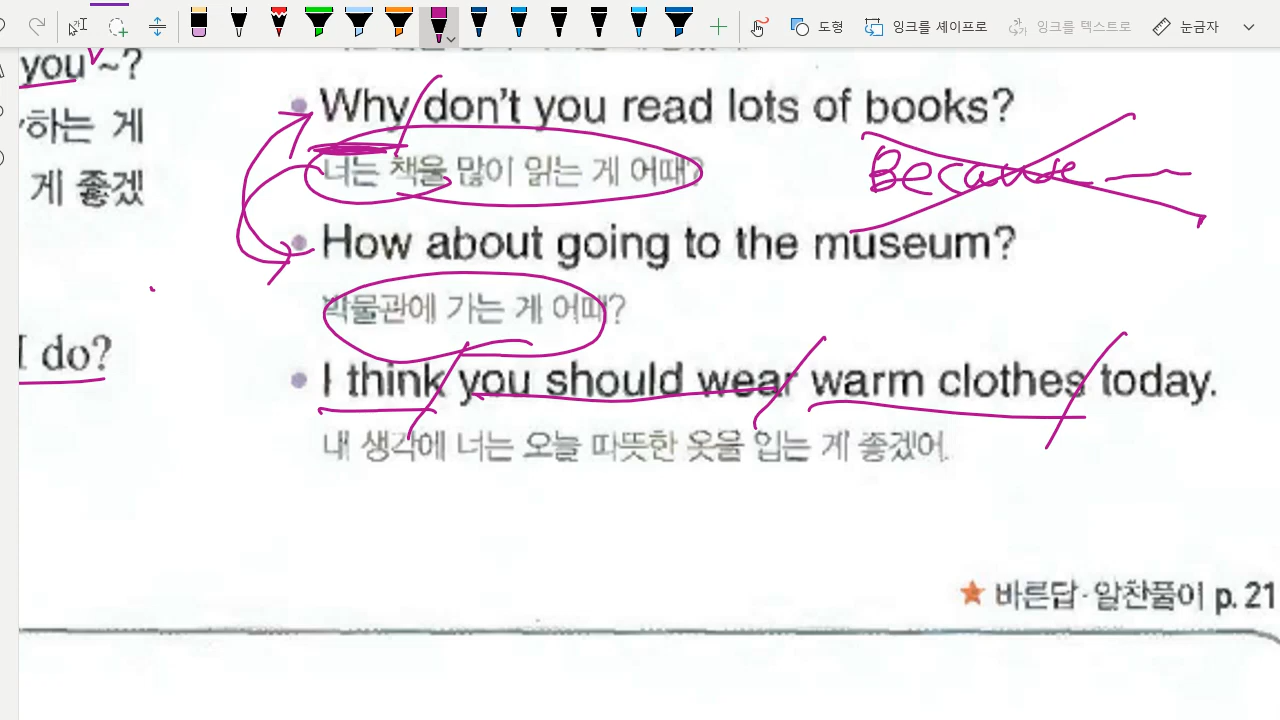 도형 잉크를 셰이프로 잉크를 텍스트로 눈금자
you ~?
하는 게
게 좋겠
I do?
Why don't you read lots of books?
너는 책을 많이 읽는 게 어때?
Because
How about going to the museum?
박물관에 가는 게 어때?
I think you should wear warm clothes today.
내 생각에 너는 오늘 따뜻한 옷을 입는 게 좋겠어.
★ 바른답·알찬풀이 p. 21